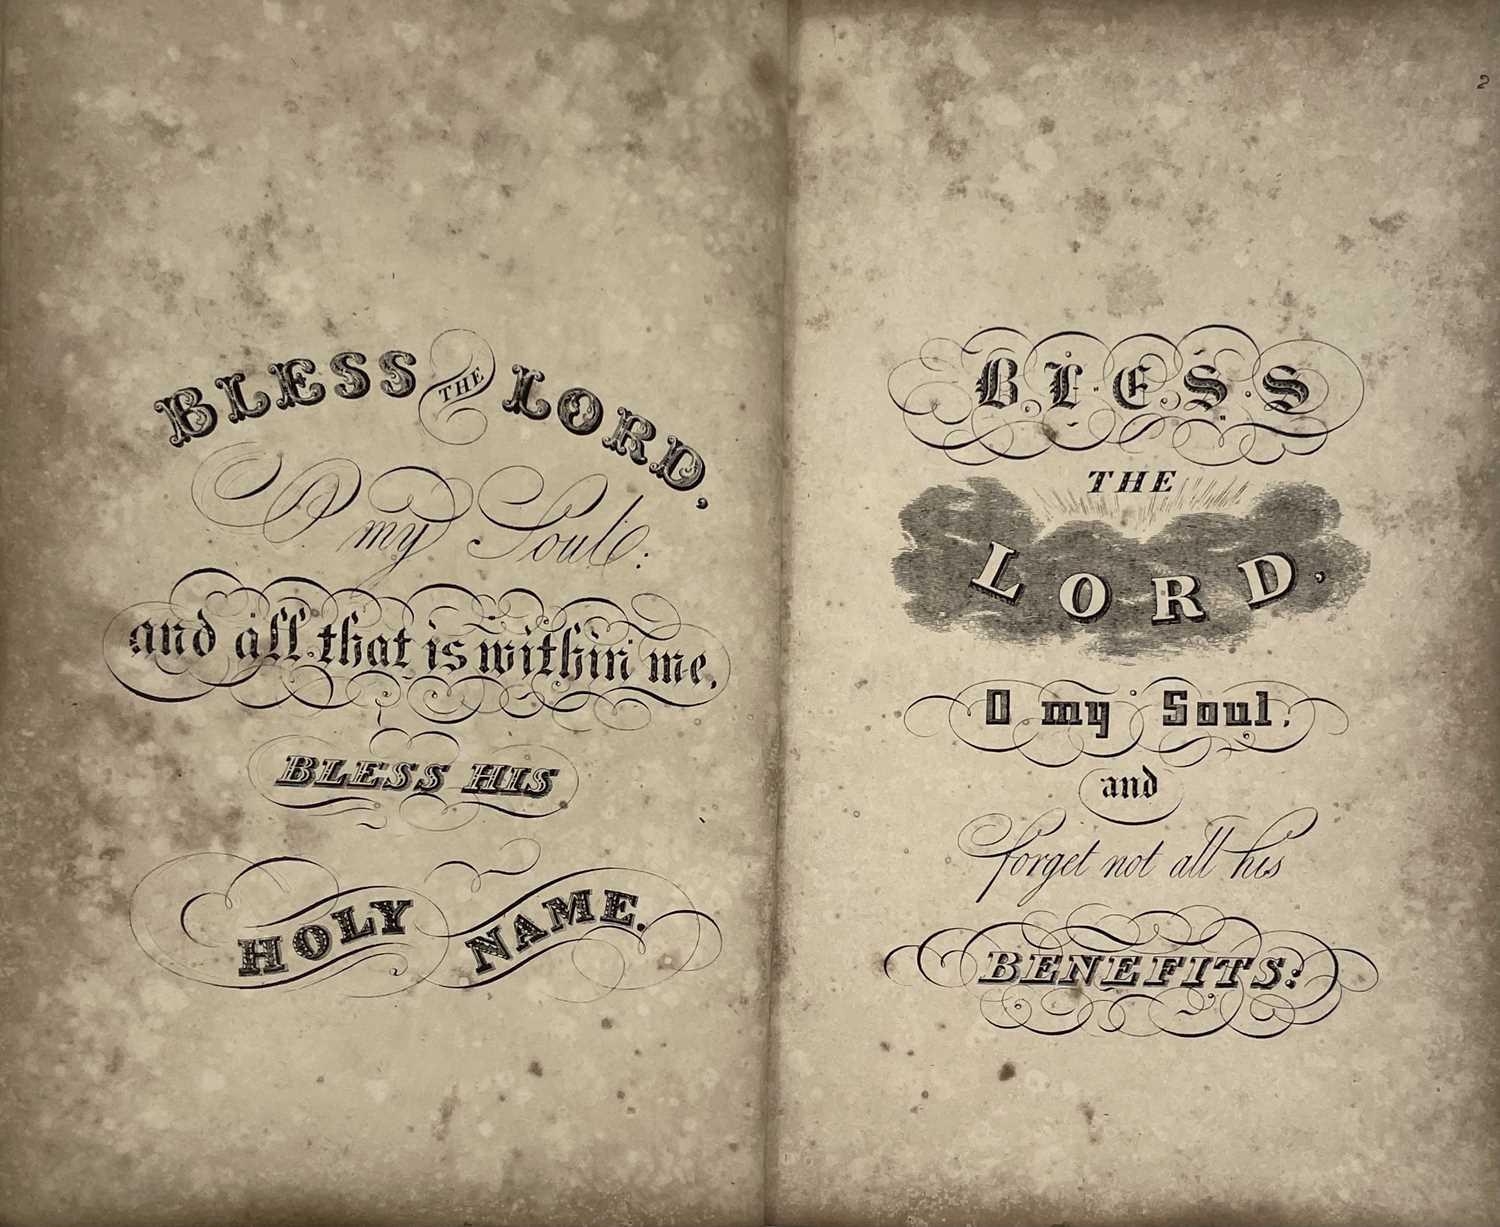 BLESS THE LORD,
O my Soul:
and all that is within me,
BLESS HIS
HOLY NAME.
2
BLESS
THE
LORD,
O my Soul,
and
forget not all his
BENEFITS: